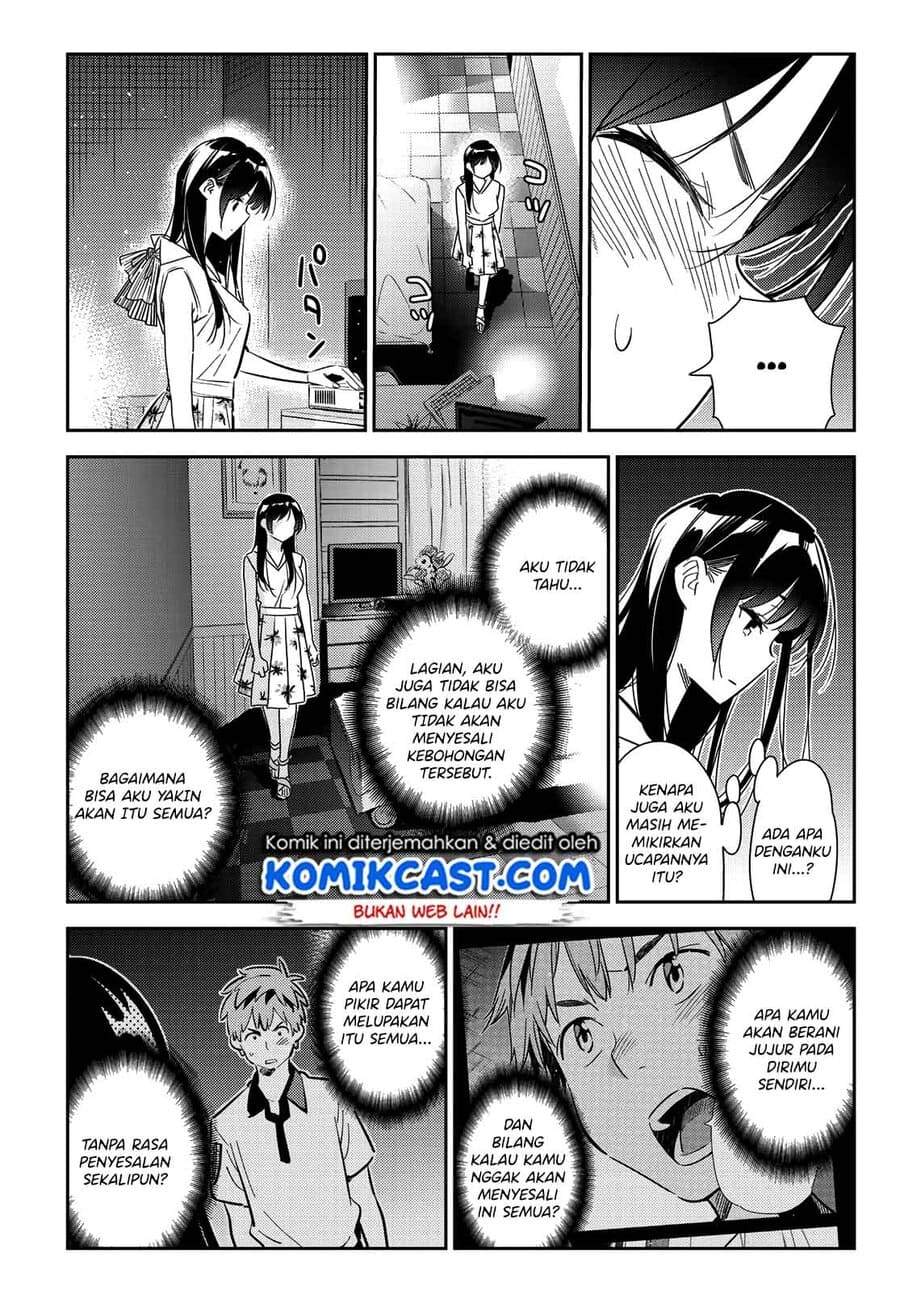 ...
コ
ツ
コ
ツ
パ
タ
ン
ADA APA
DENGANKU
INI...?
KENAPA
JUGA AKU
MASIH ME-
MIKIRKAN
UCAPANNYA
ITU?
AKU TIDAK
TAHU...
LAGIAN, AKU
JUGA TIDAK BISA
BILANG KALAU AKU
TIDAK AKAN
MENYESALI
KEBOHONGAN
TERSEBUT.
BAGAIMANA
BISA AKU YAKIN
AKAN ITU SEMUA?
Komik ini diterjemahkan & diedit oleh
KOMIKCAST.COM
BUKAN WEB LAIN!!
APA KAMU
AKAN BERANI
JUJUR PADA
DIRIMU
SENDIRI...
DAN
BILANG
KALAU KAMU
NGGAK AKAN
MENYESALI
INI SEMUA?
APA KAMU
PIKIR DAPAT
MELUPAKAN
ITU SEMUA...
TANPA RASA
PENYESALAN
SEKALIPUN?